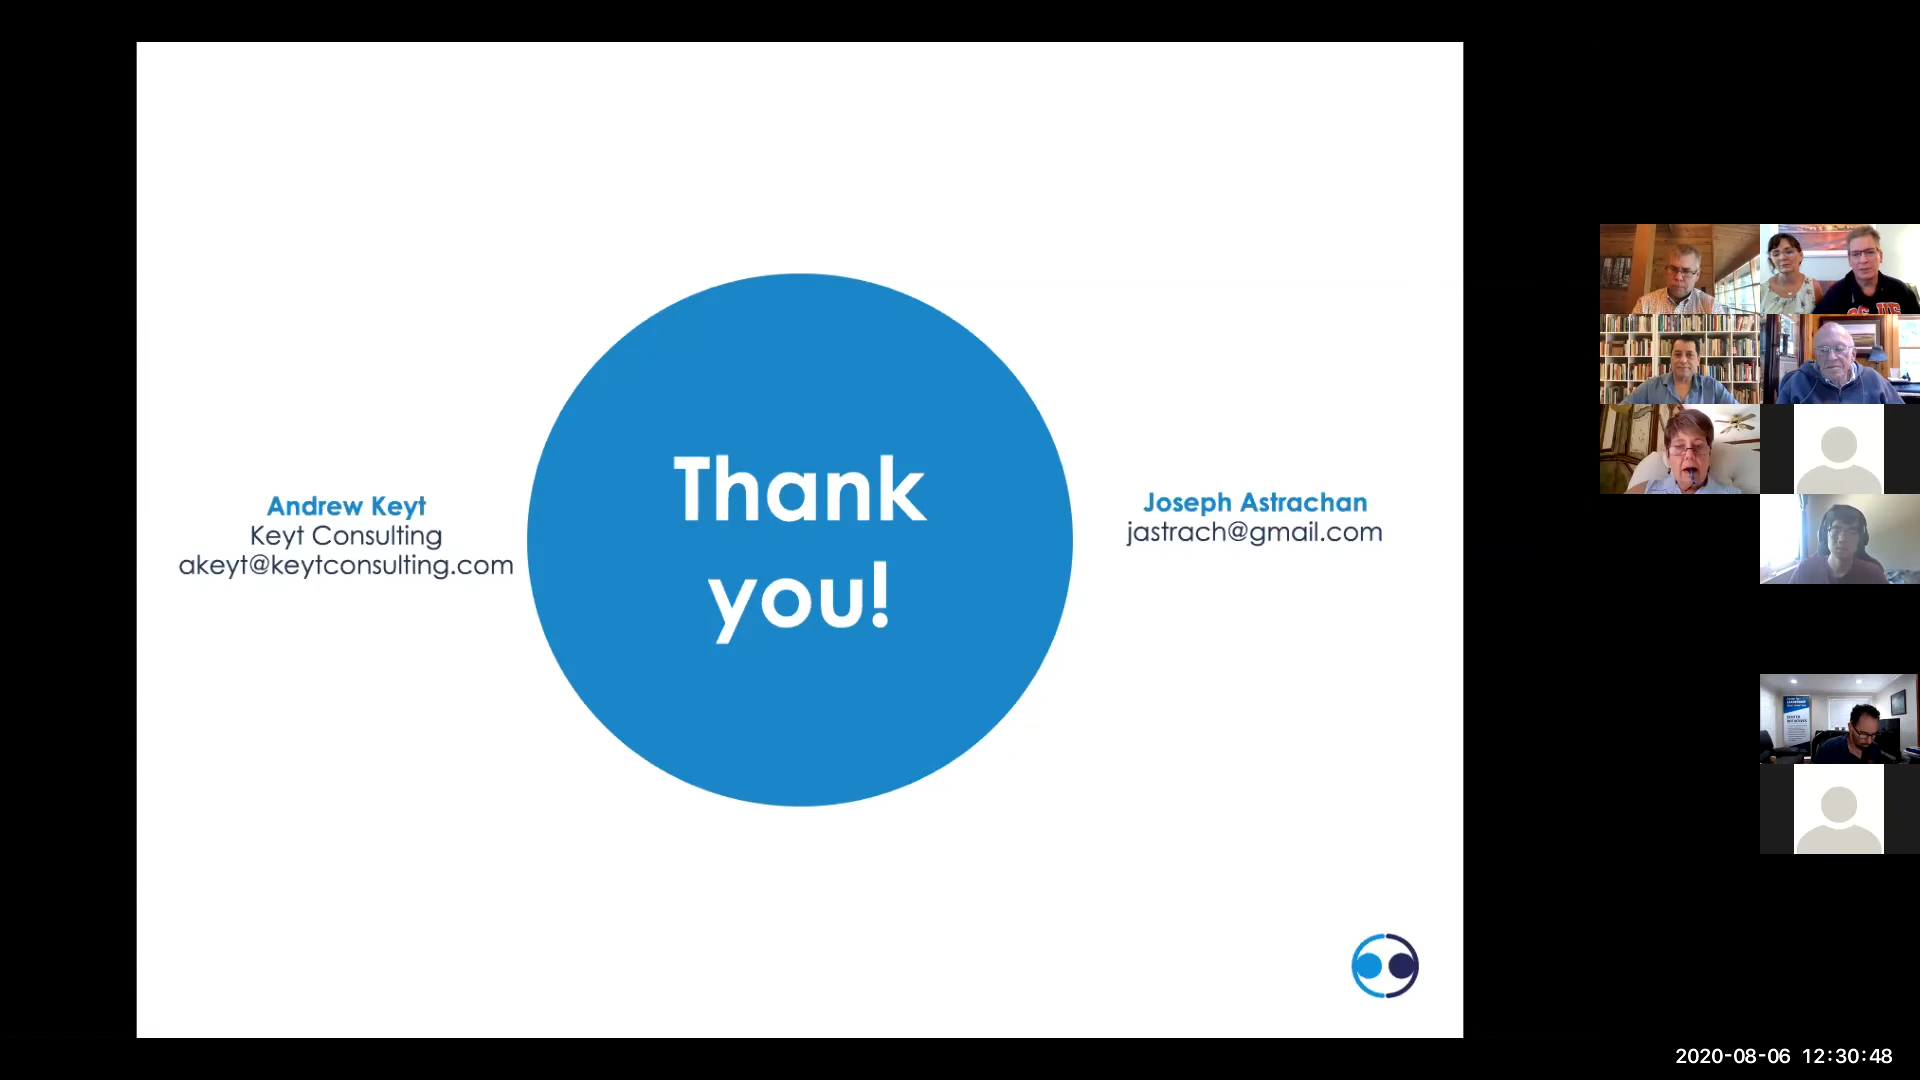 Andrew Keyt
Keyt Consulting
akeyt@keytconsulting.com
Thank
you!
Joseph Astrachan
jastrach@gmail.com
2020-08-06 12:30:48